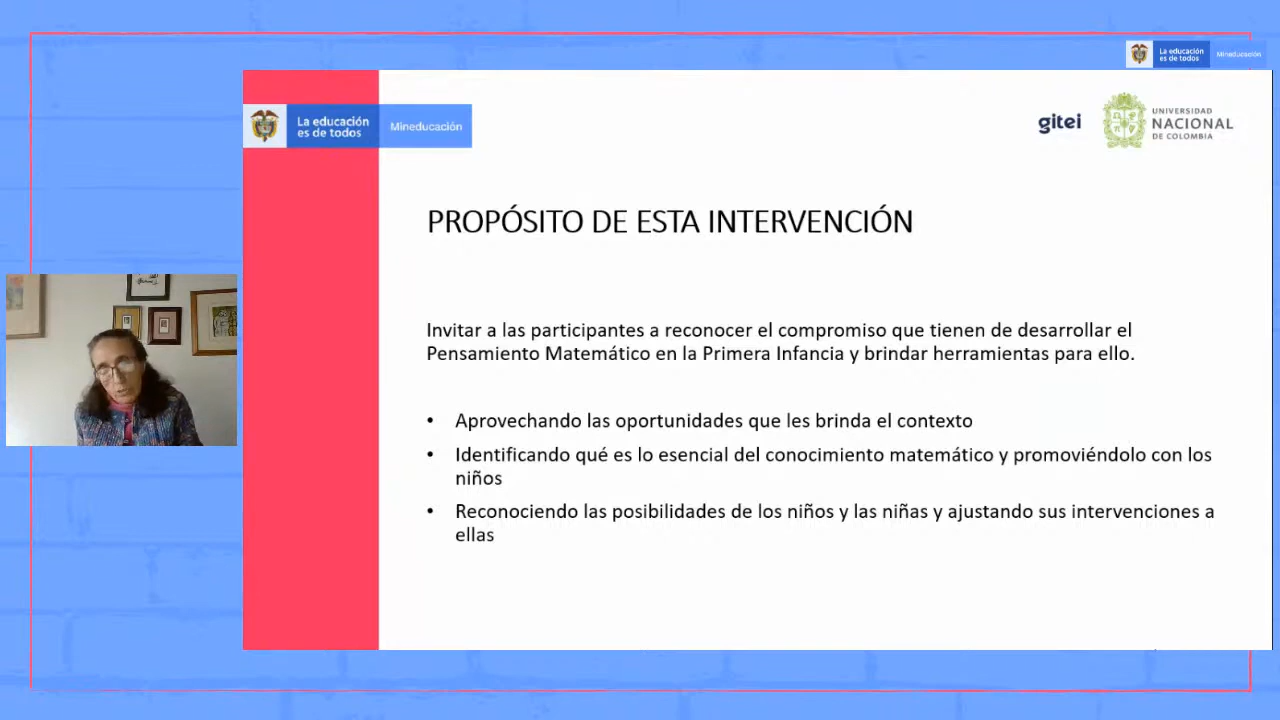 La educación
es de todos
Mineducación
La educación
es de todos
Mineducación
gitei
UNIVERSIDAD
NACIONAL
DE COLOMBIA
PROPÓSITO DE ESTA INTERVENCIÓN
Invitar a las participantes a reconocer el compromiso que tienen de desarrollar el
Pensamiento Matemático en la Primera Infancia y brindar herramientas para ello.
• Aprovechando las oportunidades que les brinda el contexto
• Identificando qué es lo esencial del conocimiento matemático y promoviéndolo con los
niños
• Reconociendo las posibilidades de los niños y las niñas y ajustando sus intervenciones a
ellas